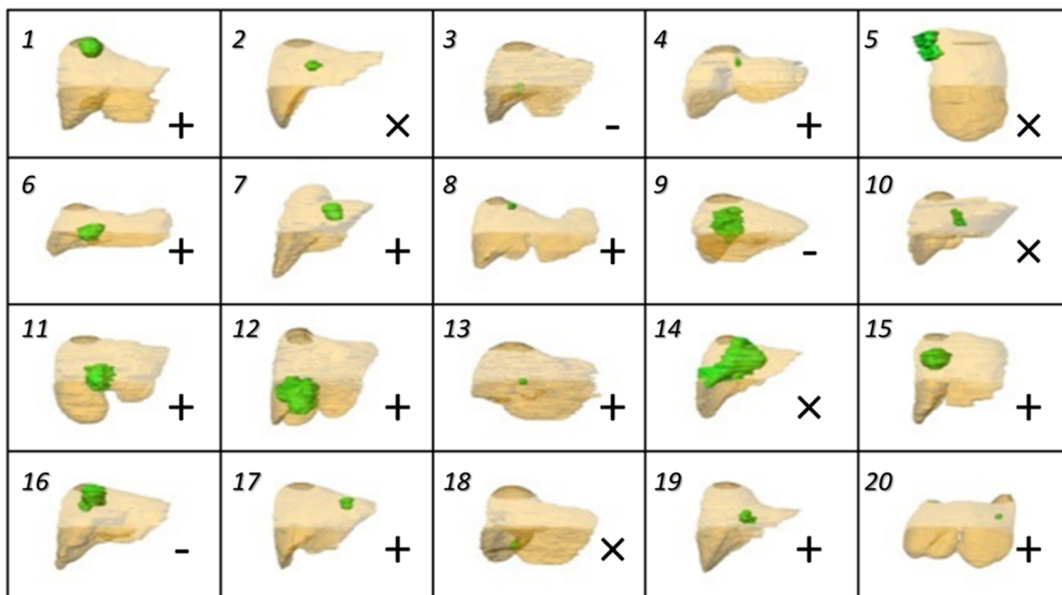 1 + 2 × 3 - 4 + 5 ×
6 + 7 + 8 + 9 - 10 ×
11 + 12 + 13 + 14 × 15 +
16 - 17 + 18 × 19 + 20 +